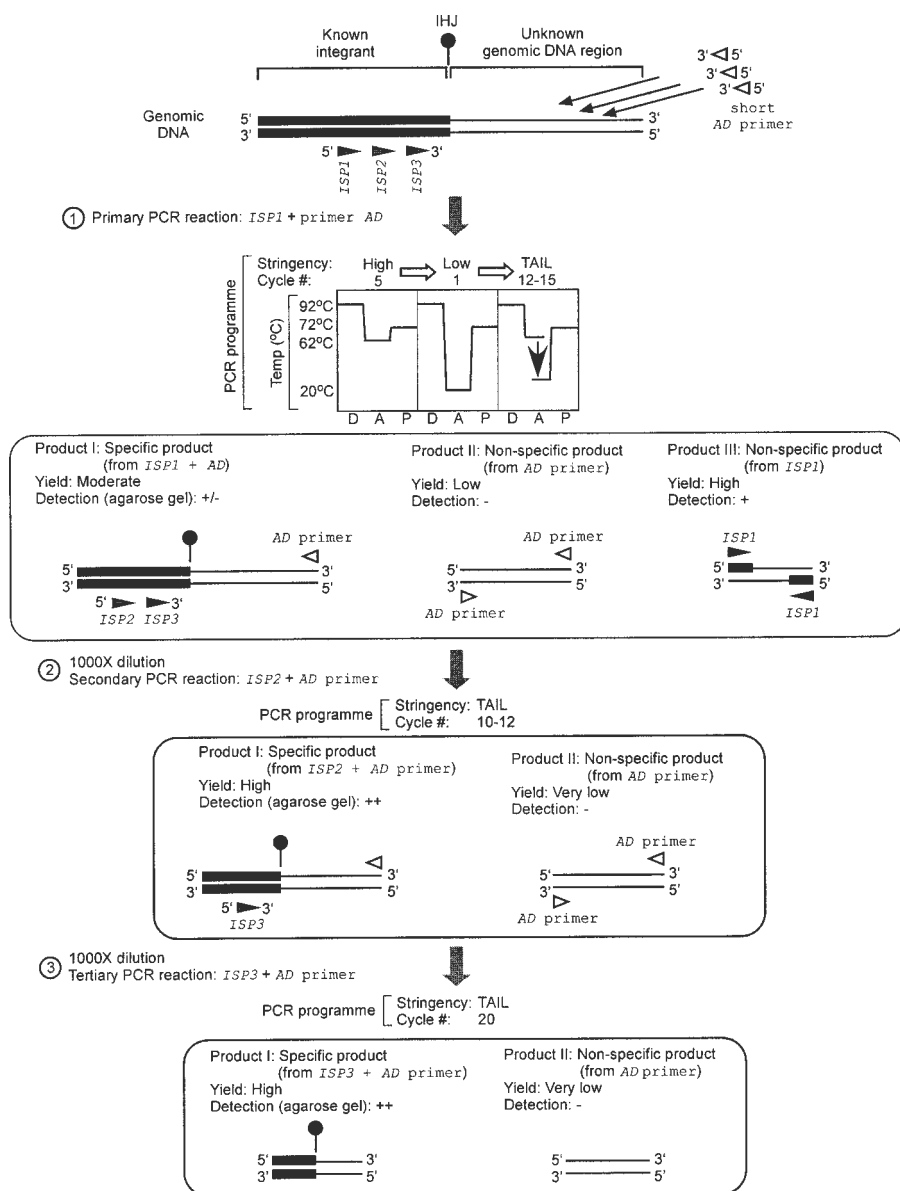 IHJ
Known
integrant
Unknown
genomic DNA region
3' 5'
3' 5'
3' 5'
short
AD primer
Genomic
DNA
5' 3'
3' 5'
5' 3'
ISP1 ISP2 ISP3
1 Primary PCR reaction: ISP1 + primer AD
PCR programme
Stringency: High Low TAIL
Cycle #: 5 1 12-15
Temp (ºC)
92ºC
72ºC
62ºC
20ºC
D A P D A P D A P
Product I: Specific product
(from ISP1 + AD)
Yield: Moderate
Detection (agarose gel): +/-
AD primer
5' 3'
3' 5'
5' 3'
ISP2 ISP3
Product II: Non-specific product
(from AD primer)
Yield: Low
Detection: -
AD primer
5' 3'
3' 5'
AD primer
Product III: Non-specific product
(from ISP1)
Yield: High
Detection: +
ISP1
5' 3'
3' 5'
ISP1
2 1000X dilution
Secondary PCR reaction: ISP2 + AD primer
PCR programme
Stringency: TAIL
Cycle #: 10-12
Product I: Specific product
(from ISP2 + AD primer)
Yield: High
Detection (agarose gel): ++
5' 3'
3' 5'
5' 3'
ISP3
Product II: Non-specific product
(from AD primer)
Yield: Very low
Detection: -
AD primer
5' 3'
3' 5'
AD primer
3 1000X dilution
Tertiary PCR reaction: ISP3 + AD primer
PCR programme
Stringency: TAIL
Cycle #: 20
Product I: Specific product
(from ISP3 + AD primer)
Yield: High
Detection (agarose gel): ++
5' 3'
3' 5'
Product II: Non-specific product
(from AD primer)
Yield: Very low
Detection: -
5' 3'
3' 5'